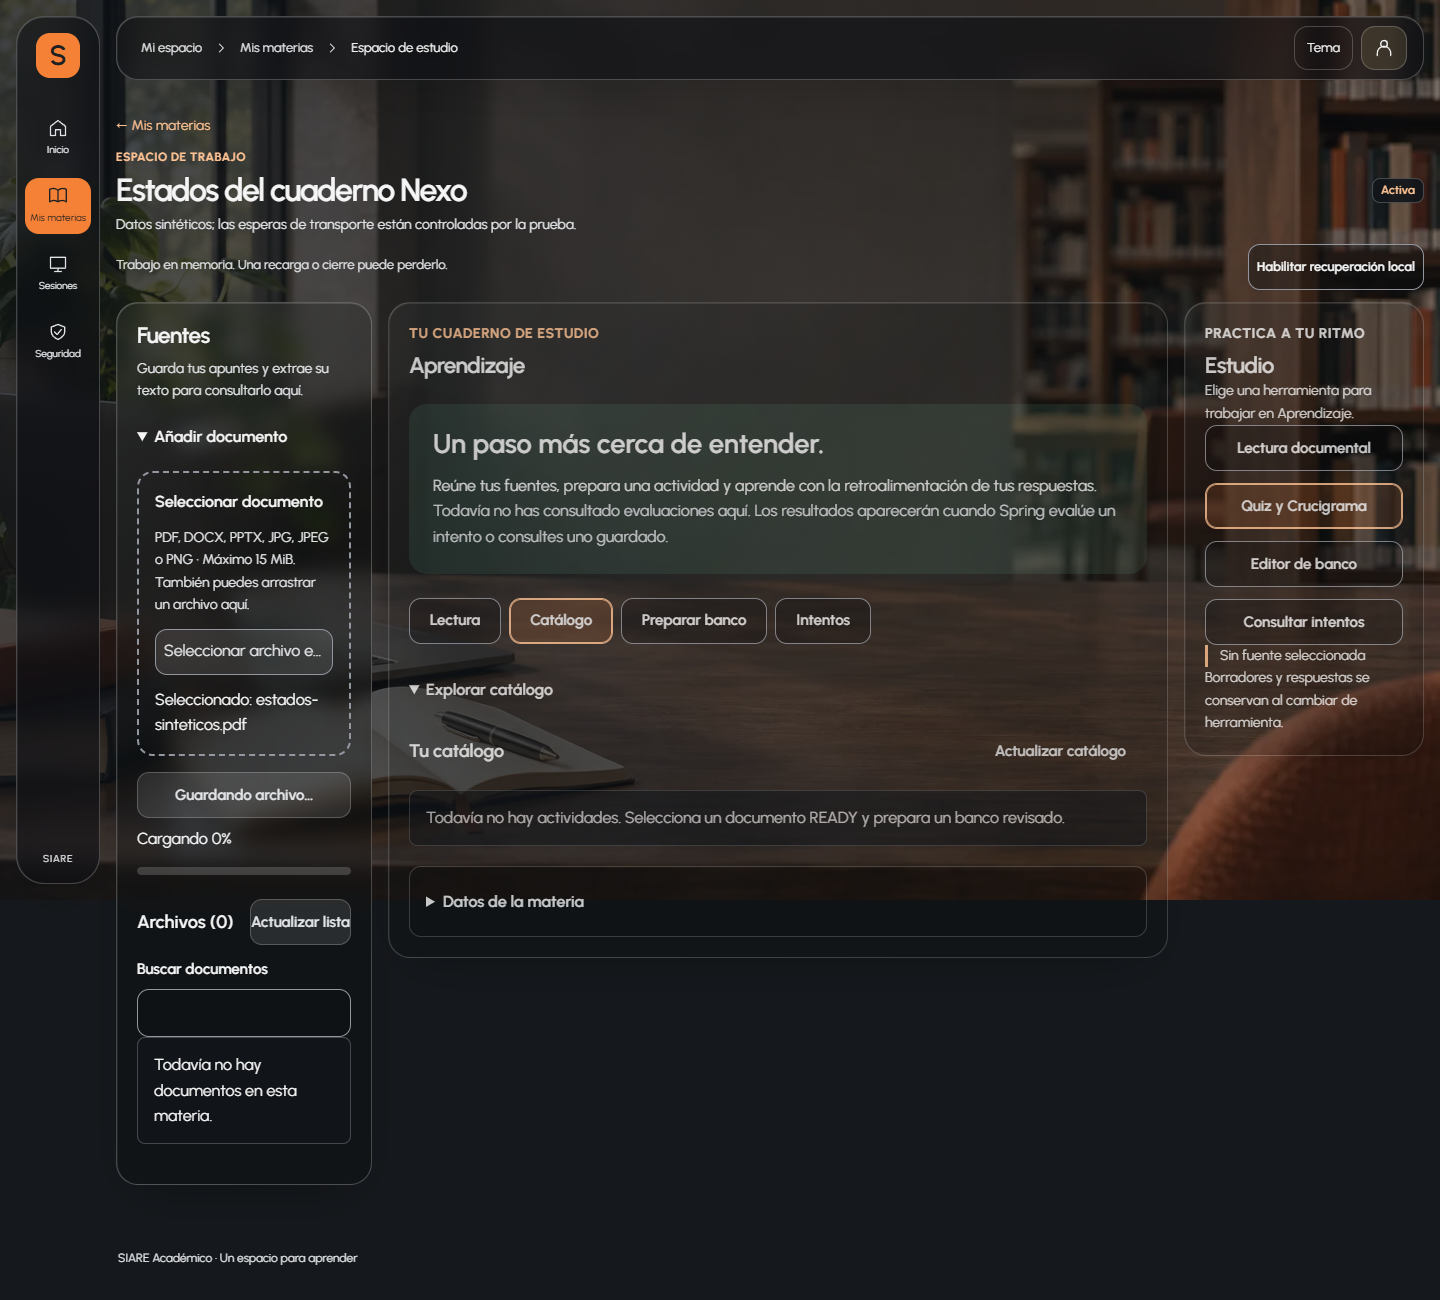 S
Inicio
Mis materias
Sesiones
Seguridad
SIARE
Mi espacio > Mis materias > Espacio de estudio
Tema
← Mis materias
ESPACIO DE TRABAJO
Estados del cuaderno Nexo
Activa
Datos sintéticos; las esperas de transporte están controladas por la prueba.
Trabajo en memoria. Una recarga o cierre puede perderlo.
Habilitar recuperación local
Fuentes
Guarda tus apuntes y extrae su
texto para consultarlo aquí.
▼ Añadir documento
Seleccionar documento
PDF, DOCX, PPTX, JPG, JPEG
o PNG · Máximo 15 MiB.
También puedes arrastrar
un archivo aquí.
Seleccionar archivo e...
Seleccionado: estados-
sinteticos.pdf
Guardando archivo...
Cargando 0%
Archivos (0)
Actualizar lista
Buscar documentos
Todavía no hay
documentos en esta
materia.
TU CUADERNO DE ESTUDIO
Aprendizaje
Un paso más cerca de entender.
Reúne tus fuentes, prepara una actividad y aprende con la retroalimentación de tus respuestas.
Todavía no has consultado evaluaciones aquí. Los resultados aparecerán cuando Spring evalúe un
intento o consultes uno guardado.
Lectura
Catálogo
Preparar banco
Intentos
▼ Explorar catálogo
Tu catálogo
Actualizar catálogo
Todavía no hay actividades. Selecciona un documento READY y prepara un banco revisado.
▶ Datos de la materia
PRACTICA A TU RITMO
Estudio
Elige una herramienta para
trabajar en Aprendizaje.
Lectura documental
Quiz y Crucigrama
Editor de banco
Consultar intentos
Sin fuente seleccionada
Borradores y respuestas se
conservan al cambiar de
herramienta.
SIARE Académico · Un espacio para aprender